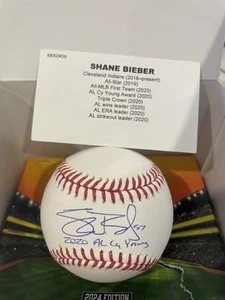 SHANE BIEBER
Cleveland Indians (2018-present)
All-Star (2019)
All-MLB First Team (2020)
AL Cy Young Award (2020)
Triple Crown (2020)
AL wins leader (2020)
AL ERA leader (2020)
AL strikeout leader (2020)
57
2020 AL Cy Young
2024 EDITION